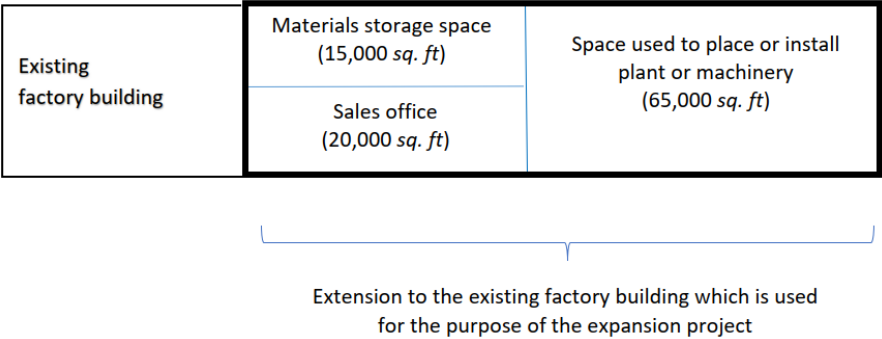 Existing
factory building
Materials storage space
(15,000 sq. ft)
Sales office
(20,000 sq. ft)
Space used to place or install
plant or machinery
(65,000 sq. ft)
Extension to the existing factory building which is used
for the purpose of the expansion project